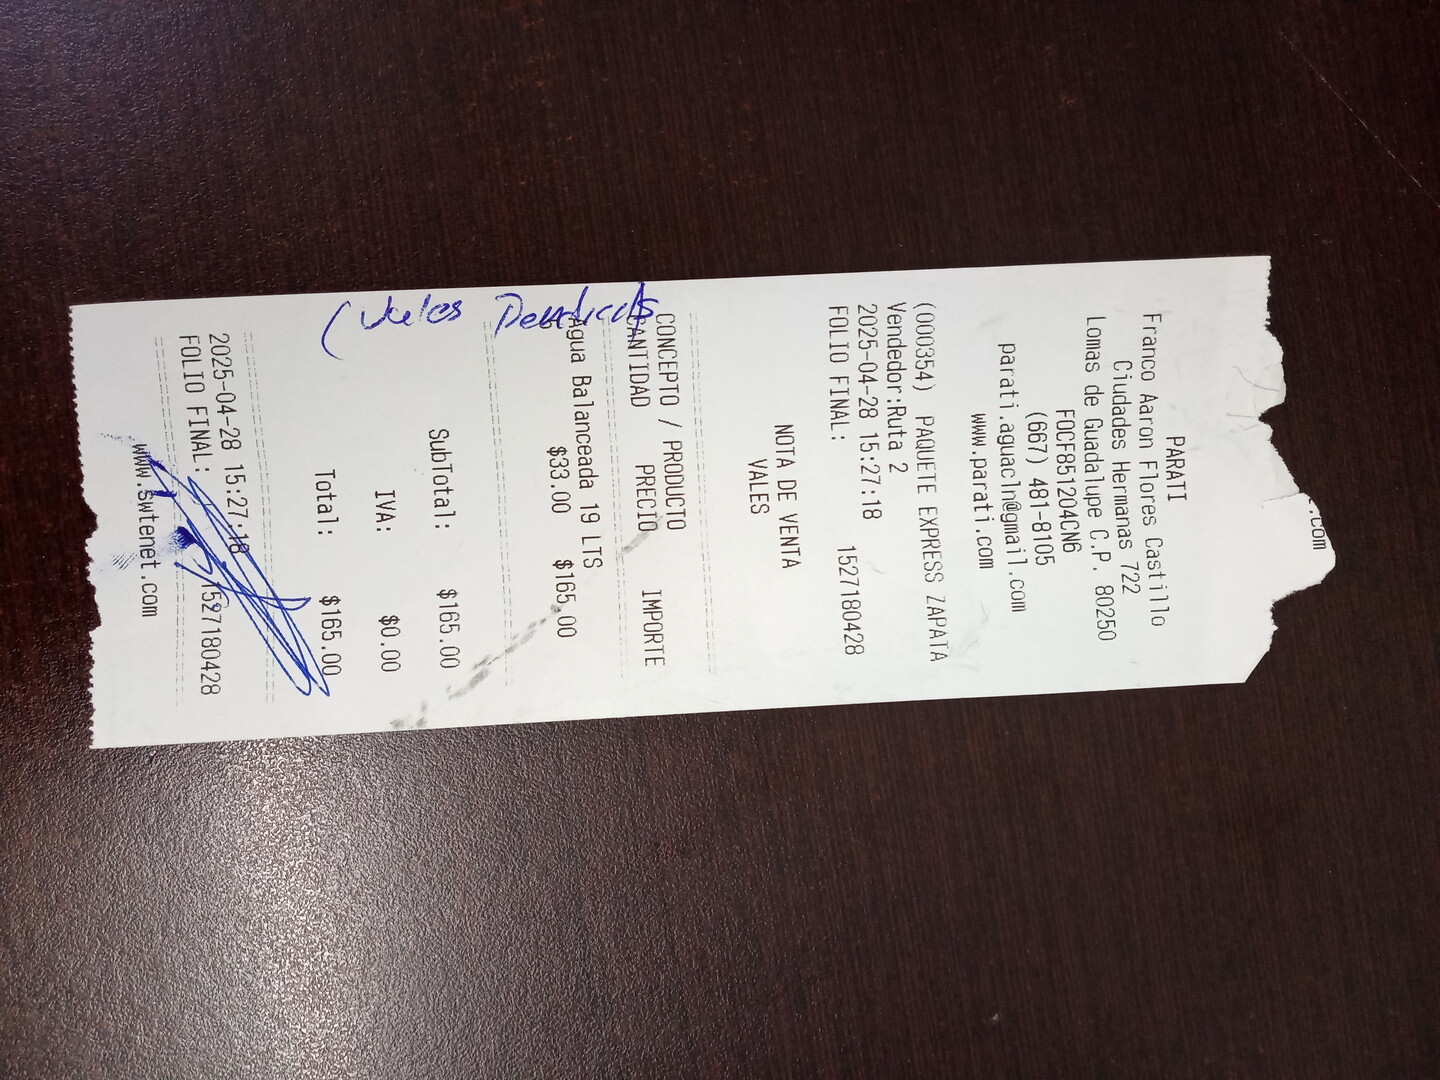 .com
PARATI
Franco Aaron Flores Castillo
Ciudades Hermanas 722
Lomas de Guadalupe C.P. 80250
FOCF851204CN6
(667) 481-8105
parati.aguacln@gmail.com
www.parati.com
(000354) PAQUETE EXPRESS ZAPATA
Vendedor:Ruta 2
2025-04-28 15:27:18
FOLIO FINAL: 1527180428
NOTA DE VENTA
VALES
CONCEPTO / PRODUCTO
CANTIDAD PRECIO IMPORTE
Agua Balanceada 19 LTS
$33.00 $165.00
SubTotal: $165.00
IVA: $0.00
Total: $165.00
2025-04-28 15:27:18
FOLIO FINAL: 1527180428
www.swtenet.com